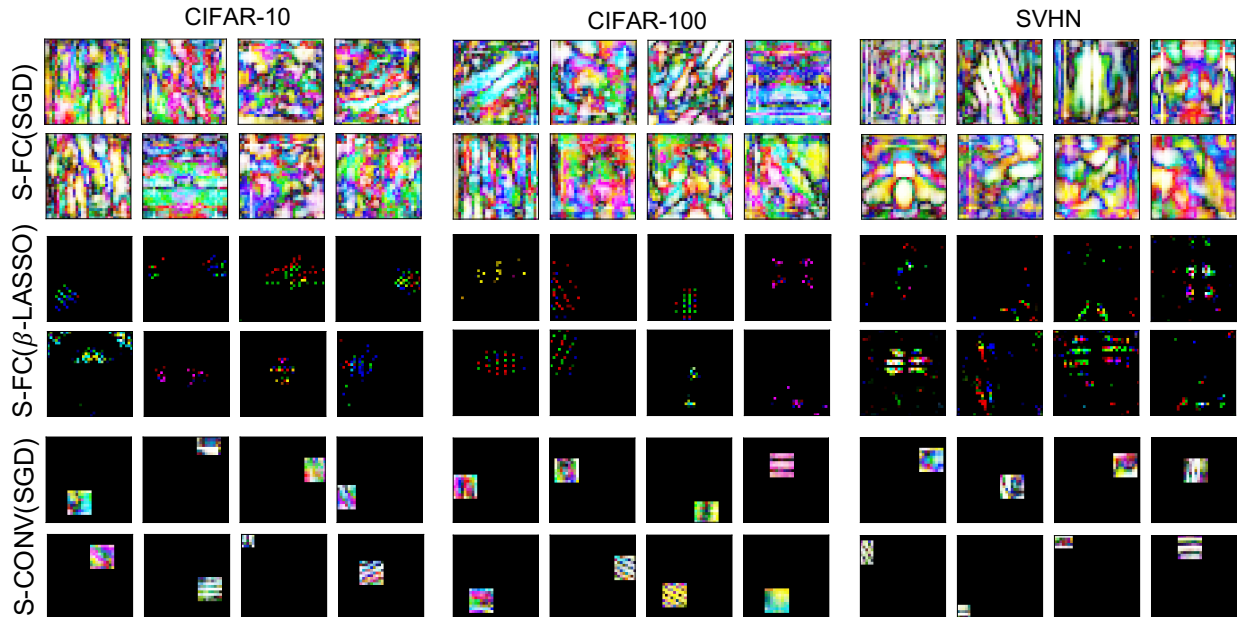 CIFAR-10
CIFAR-100
SVHN
S-FC(SGD)
S-FC(β-LASSO)
S-CONV(SGD)